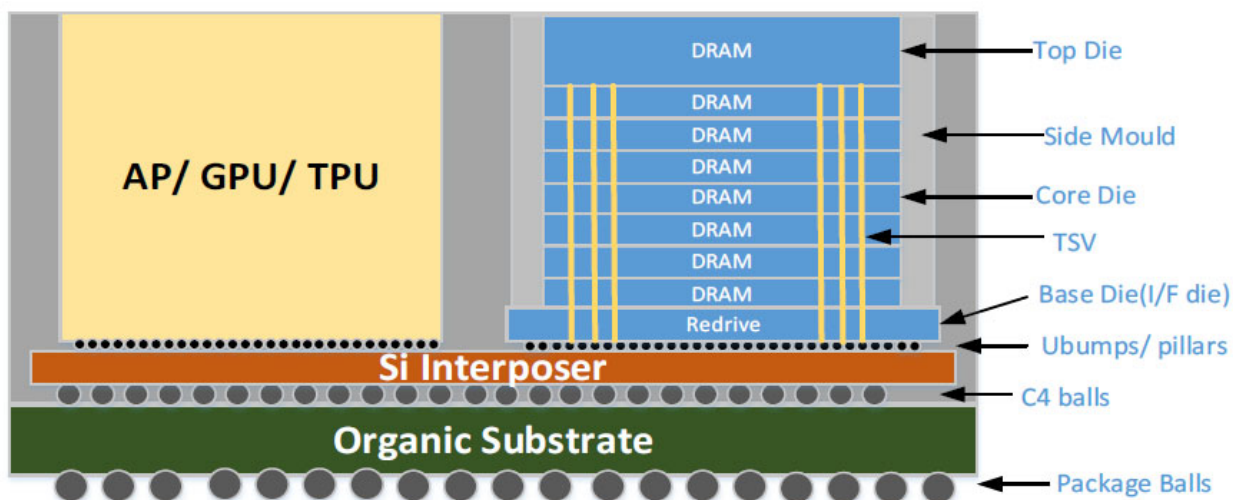 DRAM
Top Die
DRAM
DRAM
Side Mould
AP/ GPU/ TPU
DRAM
DRAM
Core Die
DRAM
TSV
DRAM
DRAM
Base Die(I/F die)
Redrive
Ubumps/ pillars
Si Interposer
C4 balls
Organic Substrate
Package Balls